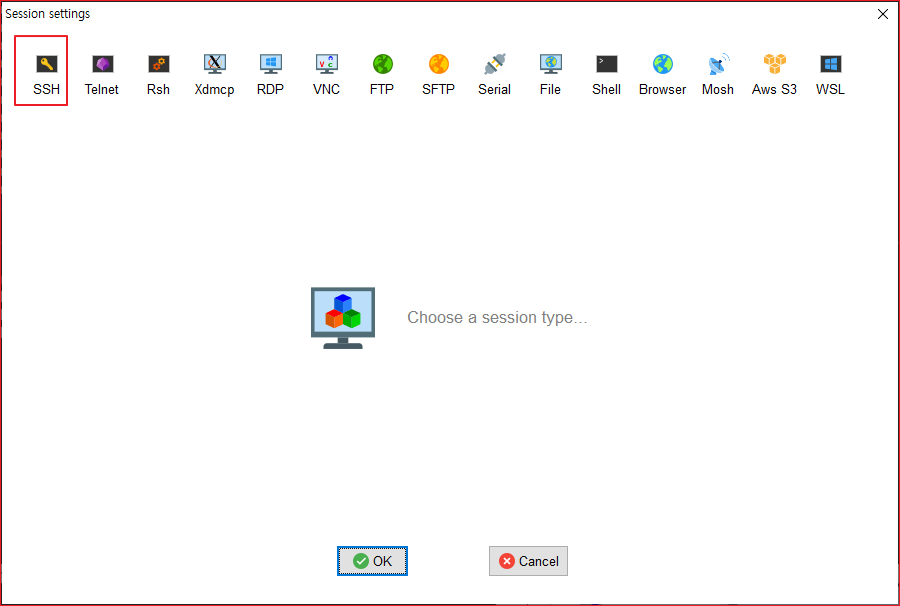 Session settings
SSH Telnet Rsh Xdmcp RDP VNC FTP SFTP Serial File Shell Browser Mosh Aws S3 WSL
Choose a session type...
OK Cancel